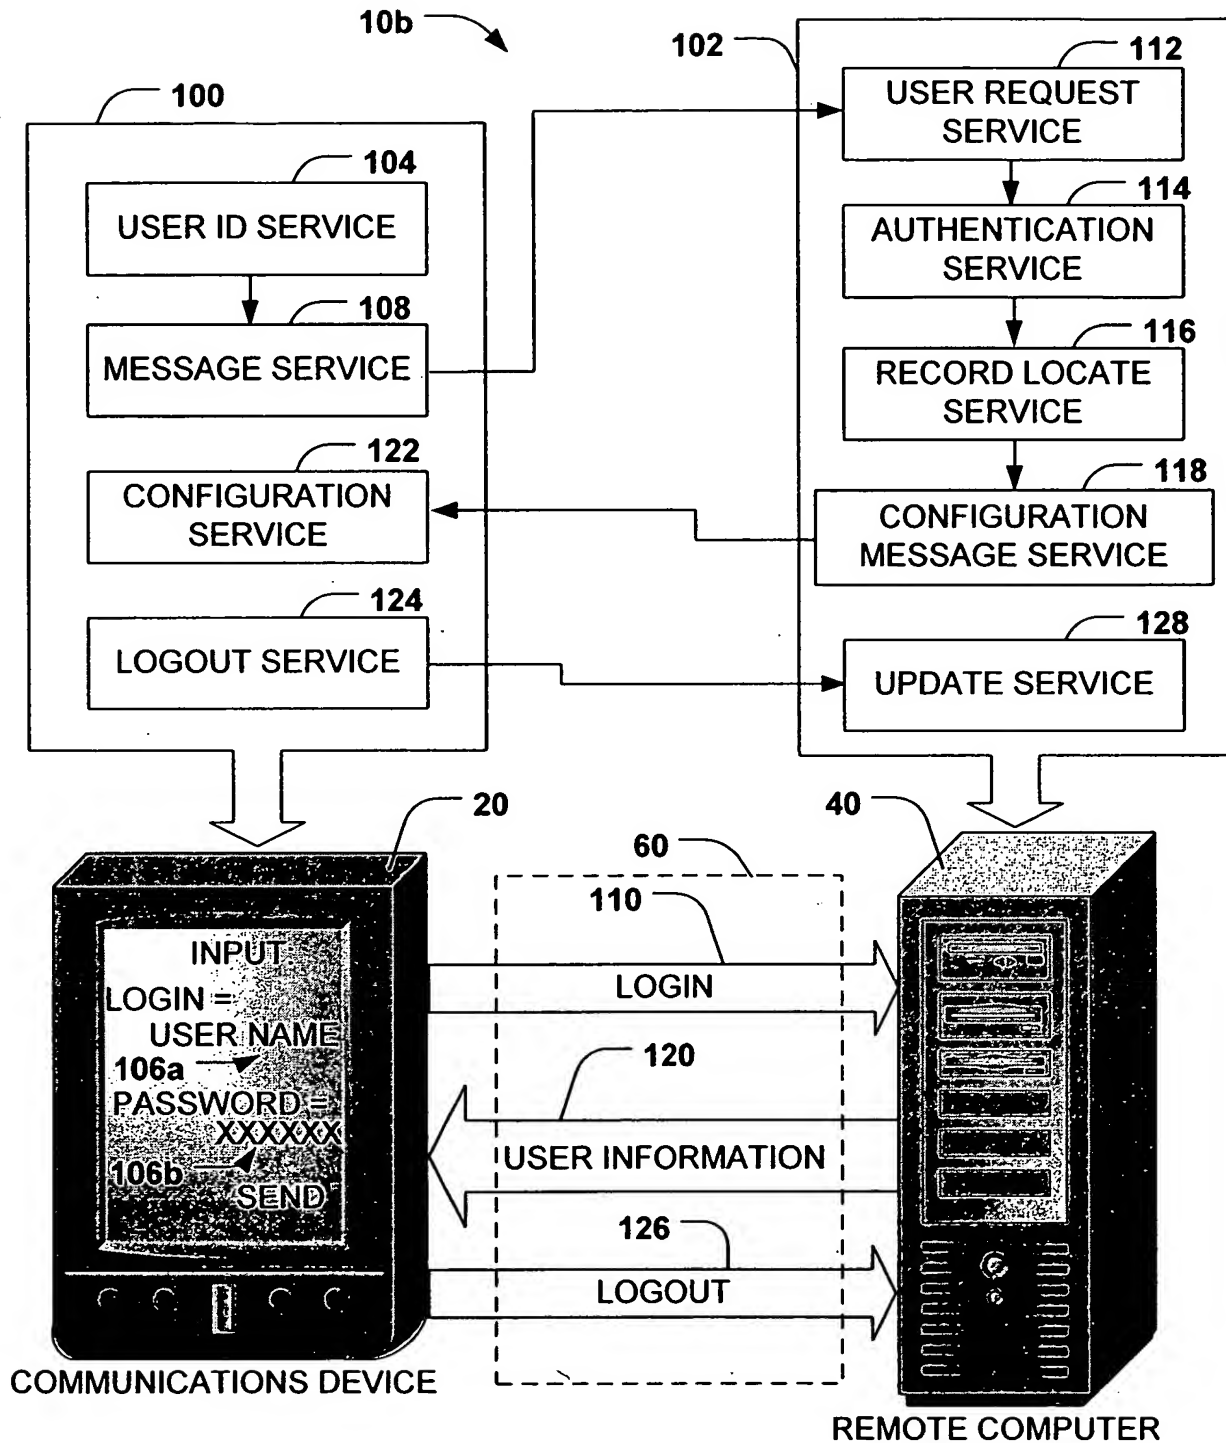 10b
102
112
USER REQUEST
SERVICE
100
104
USER ID SERVICE
114
AUTHENTICATION
SERVICE
108
MESSAGE SERVICE
116
RECORD LOCATE
SERVICE
122
CONFIGURATION
SERVICE
118
CONFIGURATION
MESSAGE SERVICE
124
LOGOUT SERVICE
128
UPDATE SERVICE
20
40
60
110
INPUT
LOGIN =
USER NAME
106a
PASSWORD =
XXXXXX
106b
SEND
LOGIN
120
USER INFORMATION
126
LOGOUT
COMMUNICATIONS DEVICE
REMOTE COMPUTER